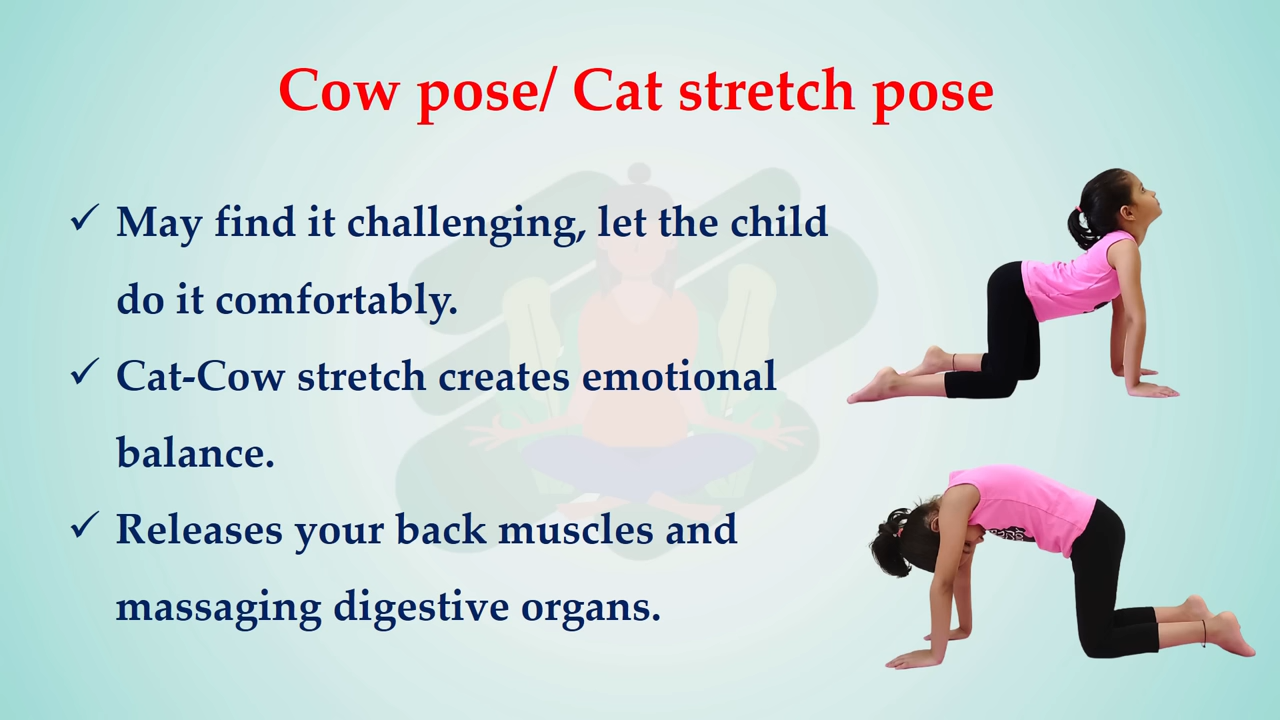 Cow pose/ Cat stretch pose
✓ May find it challenging, let the child
do it comfortably.
✓ Cat-Cow stretch creates emotional
balance.
✓ Releases your back muscles and
massaging digestive organs.